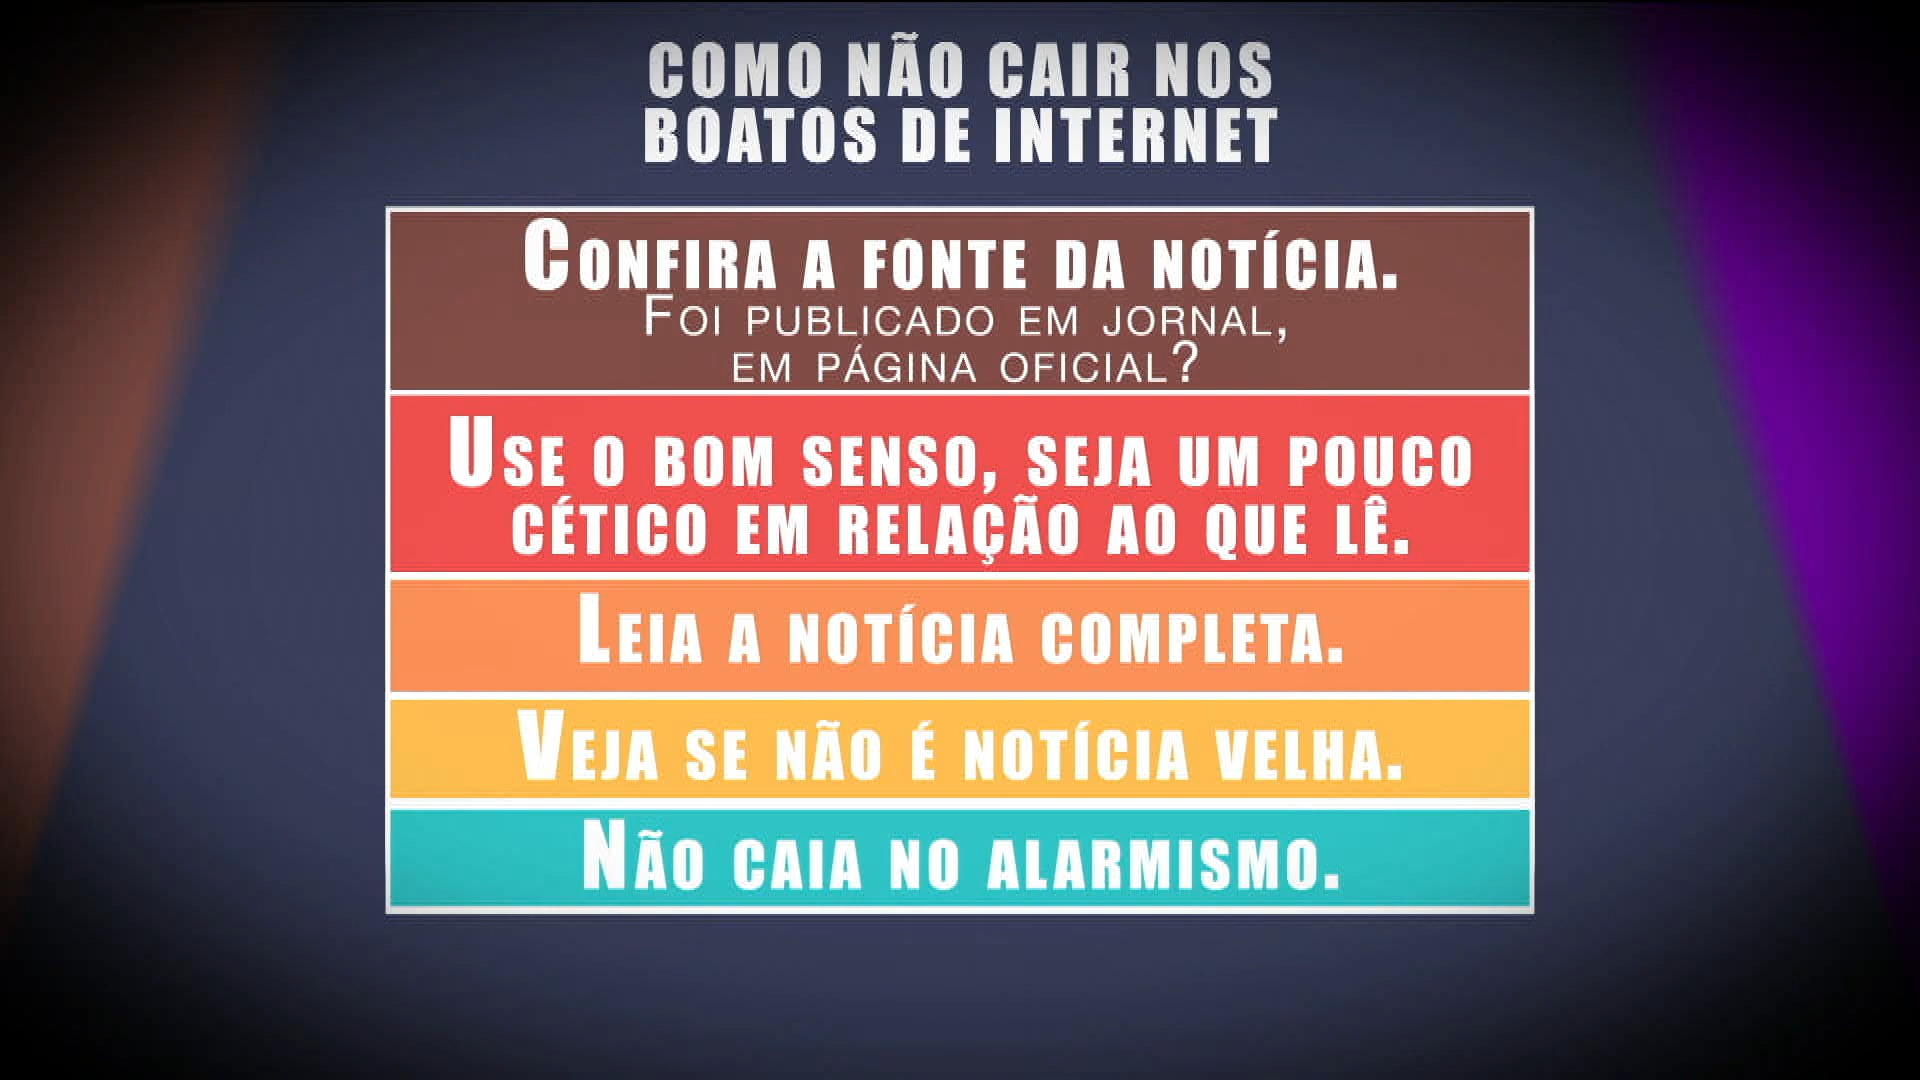 COMO NÃO CAIR NOS
BOATOS DE INTERNET
CONFIRA A FONTE DA NOTÍCIA.
FOI PUBLICADO EM JORNAL,
EM PÁGINA OFICIAL?
USE O BOM SENSO, SEJA UM POUCO
CÉTICO EM RELAÇÃO AO QUE LÊ.
LEIA A NOTÍCIA COMPLETA.
VEJA SE NÃO É NOTÍCIA VELHA.
NÃO CAIA NO ALARMISMO.